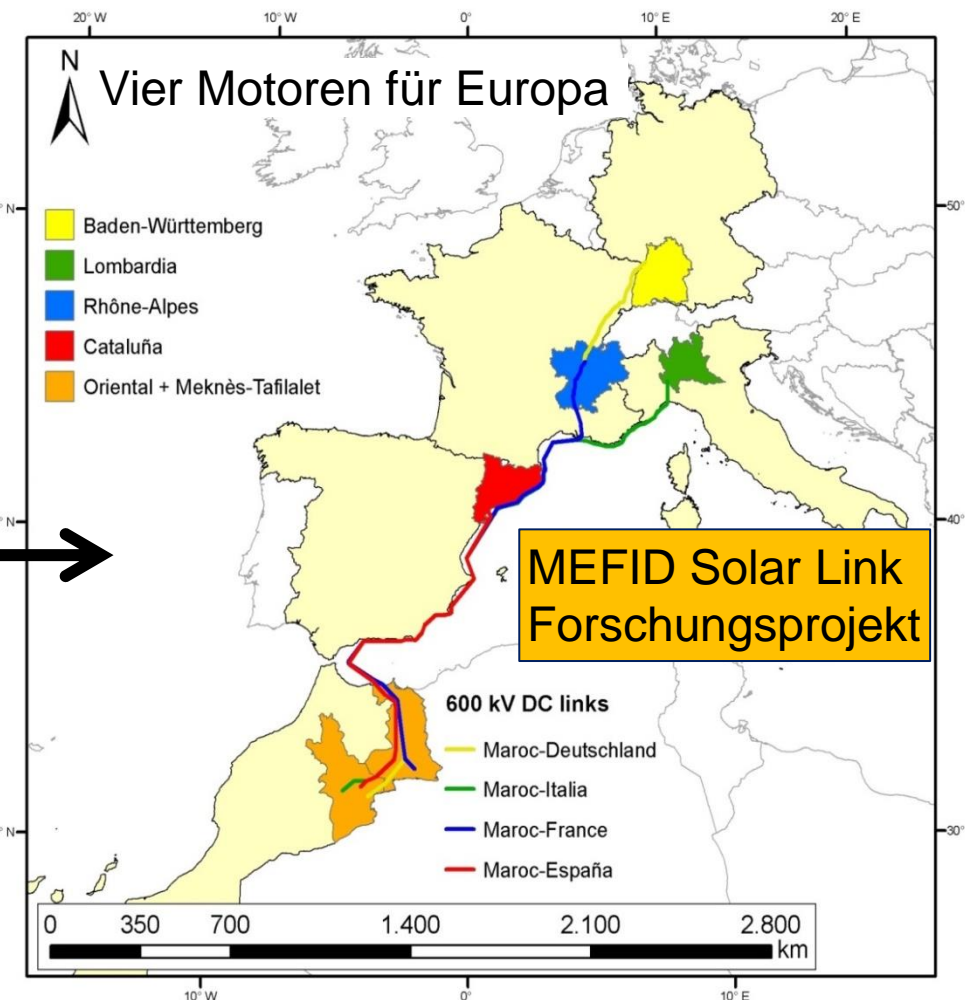 20° W
10° W
0°
10° E
20° E
N
Vier Motoren für Europa
N
50°
Baden-Württemberg
Lombardia
Rhône-Alpes
Cataluña
Oriental + Meknès-Tafilalet
N
40°
MEFID Solar Link
Forschungsprojekt
600 kV DC links
Maroc-Deutschland
Maroc-Italia
Maroc-France
Maroc-España
N
30°
0 350 700 1.400 2.100 2.800
km
10° W
0°
10° E